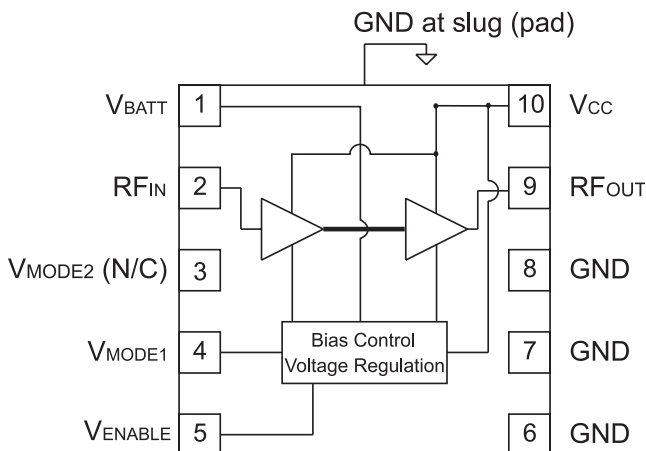 GND at slug (pad)
VBATT 1 10 VCC
RFIN 2 9 RFOUT
VMODE2 (N/C) 3 8 GND
Bias Control
Voltage Regulation
VMODE1 4 7 GND
VENABLE 5 6 GND